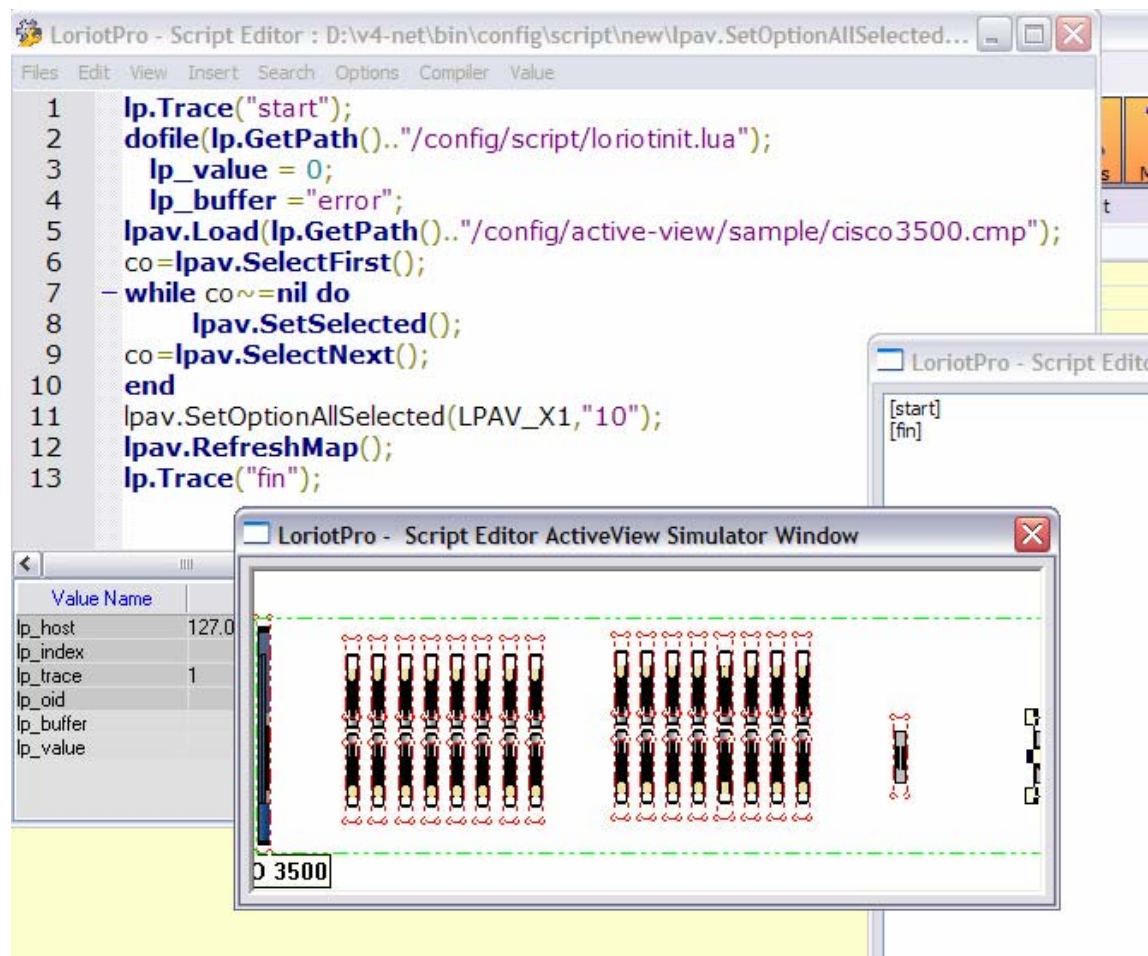 LoriotPro - Script Editor : D:\v4-net\bin\config\script\new\lpav.SetOptionAllSelected...
Files Edit View Insert Search Options Compiler Value
1 lp.Trace("start");
2 dofile(lp.GetPath().."/config/script/loriotinit.lua");
3 lp_value = 0;
4 lp_buffer ="error";
5 lpav.Load(lp.GetPath().."/config/active-view/sample/cisco3500.cmp");
6 co=lpav.SelectFirst();
7 while co~=nil do
8 lpav.SetSelected();
9 co=lpav.SelectNext();
10 end
11 lpav.SetOptionAllSelected(LPAV_X1,"10");
12 lpav.RefreshMap();
13 lp.Trace("fin");
s M
t
LoriotPro - Script Edito
[start]
[fin]
LoriotPro - Script Editor ActiveView Simulator Window
Value Name
lp_host 127.0
lp_index
lp_trace 1
lp_oid
lp_buffer
lp_value
O 3500